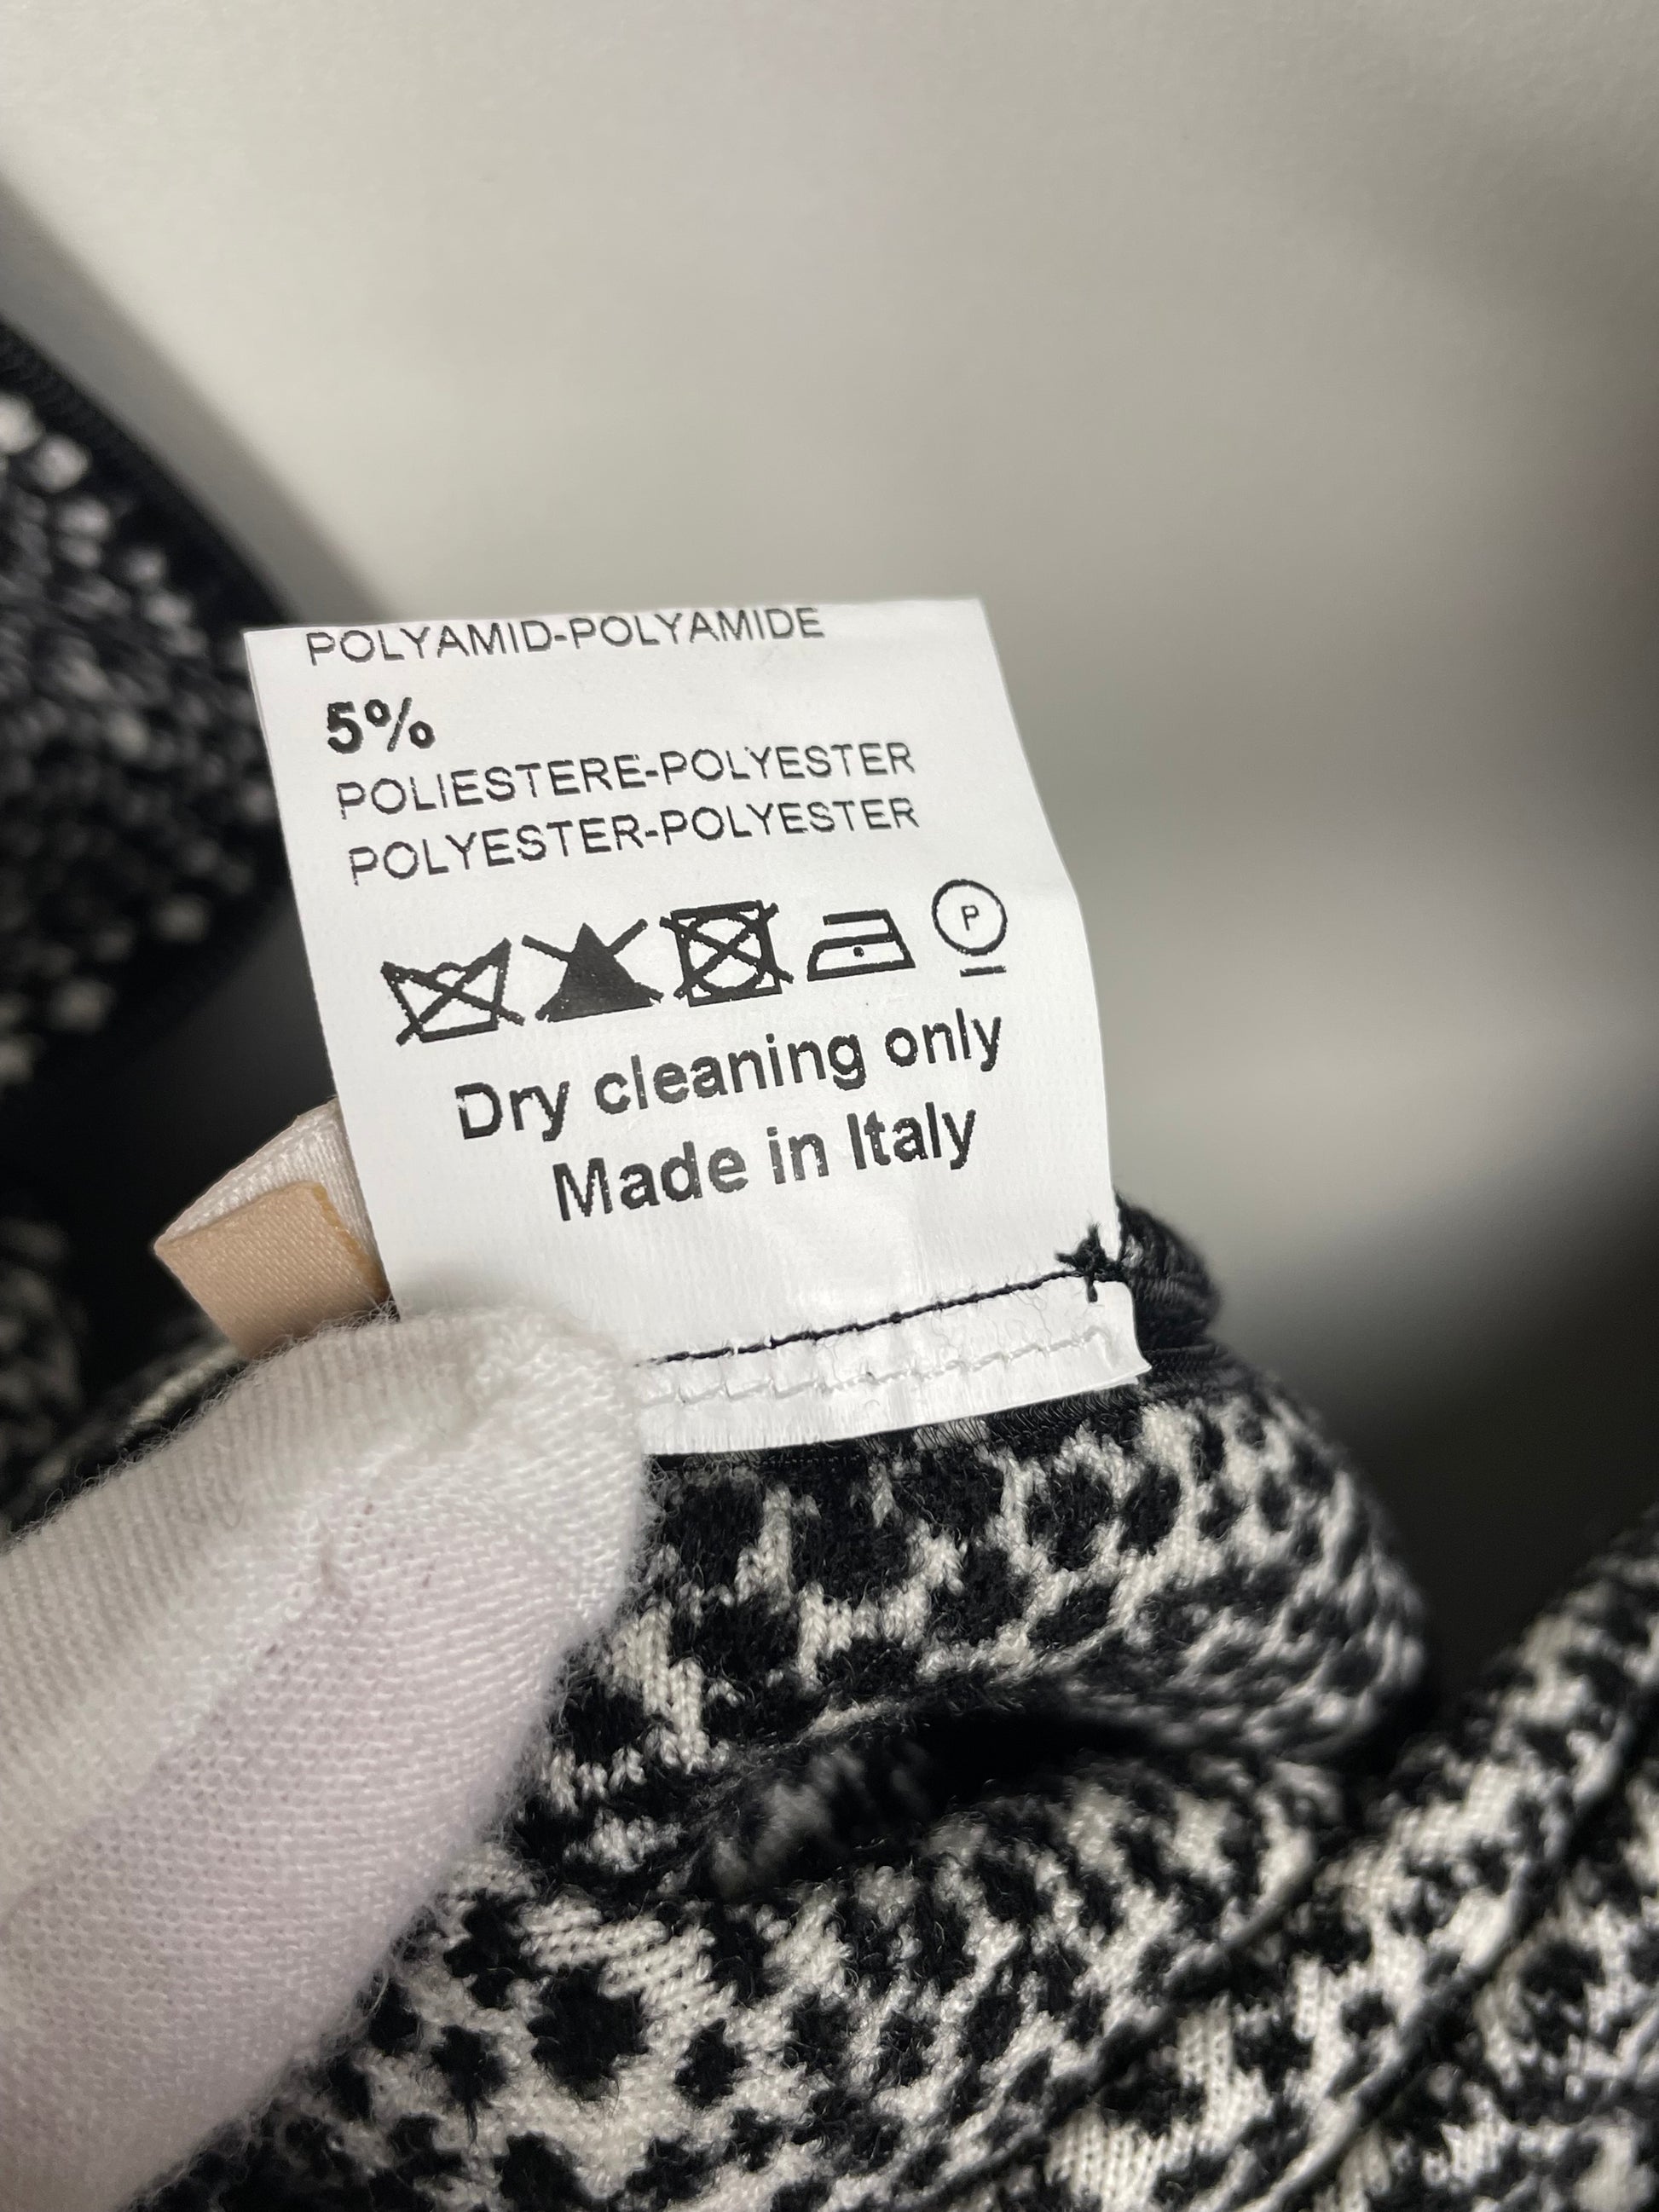 POLYAMID-POLYAMIDE
5%
POLIESTERE-POLYESTER
POLYESTER-POLYESTER
P
Dry cleaning only
Made in Italy